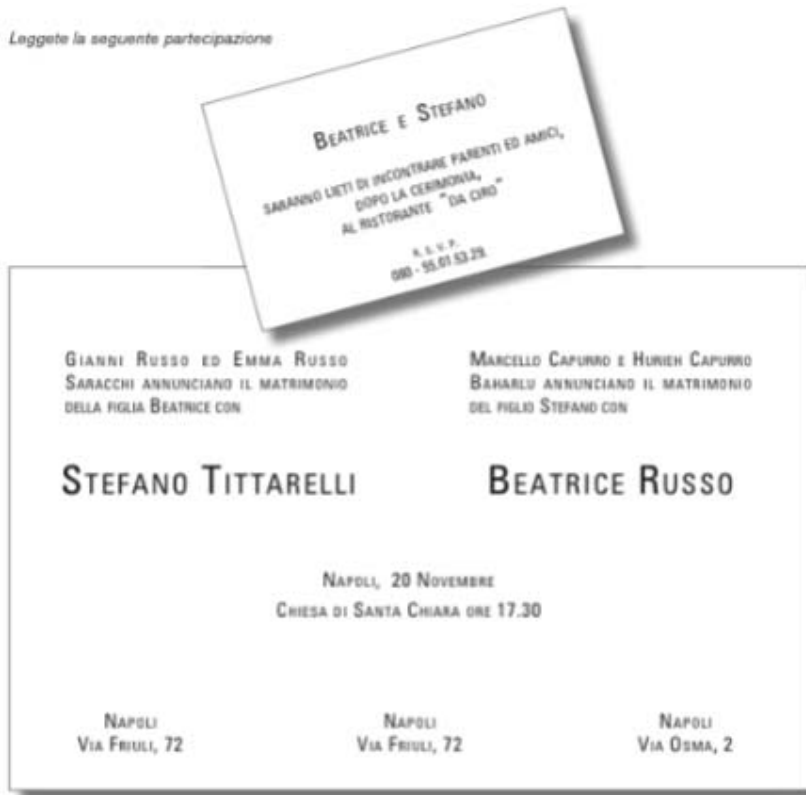 Leggete la seguente partecipazione
BEATRICE E STEFANO
SARANNO LIETI DI INCONTRARE PARENTI ED AMICI,
DOPO LA CERIMONIA,
AL RISTORANTE "DA CIRO"
R. S. V. P.
080 - 55.01.53.29.
GIANNI RUSSO ED EMMA RUSSO
SARACCHI ANNUNCIANO IL MATRIMONIO
DELLA FIGLIA BEATRICE CON
STEFANO TITTARELLI
MARCELLO CAPURRO E HURIEH CAPURRO
BAHARLU ANNUNCIANO IL MATRIMONIO
DEL FIGLIO STEFANO CON
BEATRICE RUSSO
NAPOLI, 20 NOVEMBRE
CHIESA DI SANTA CHIARA ORE 17.30
NAPOLI
VIA FRIULI, 72
NAPOLI
VIA FRIULI, 72
NAPOLI
VIA OSMA, 2